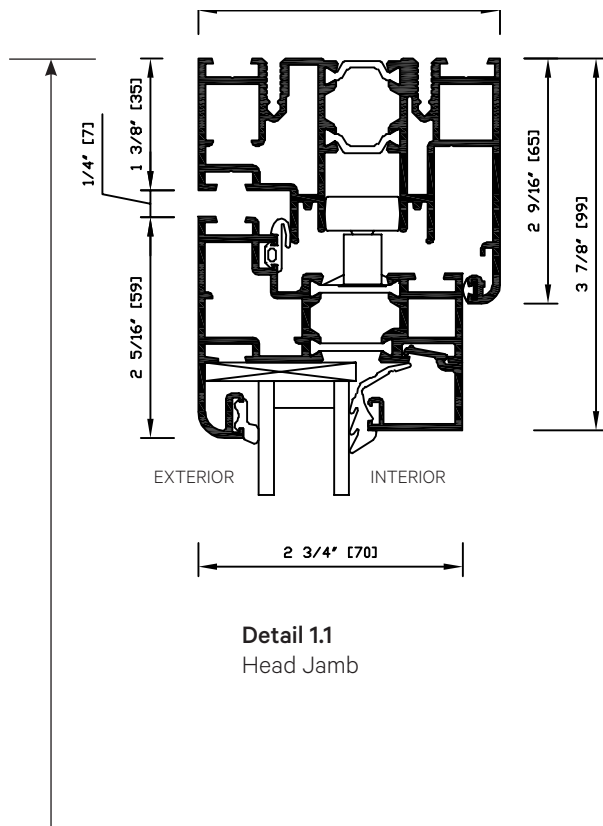 1/4" [7]
1 3/8" [35]
2 5/16" [59]
2 9/16" [65]
3 7/8" [99]
EXTERIOR
INTERIOR
2 3/4" [70]
Detail 1.1
Head Jamb